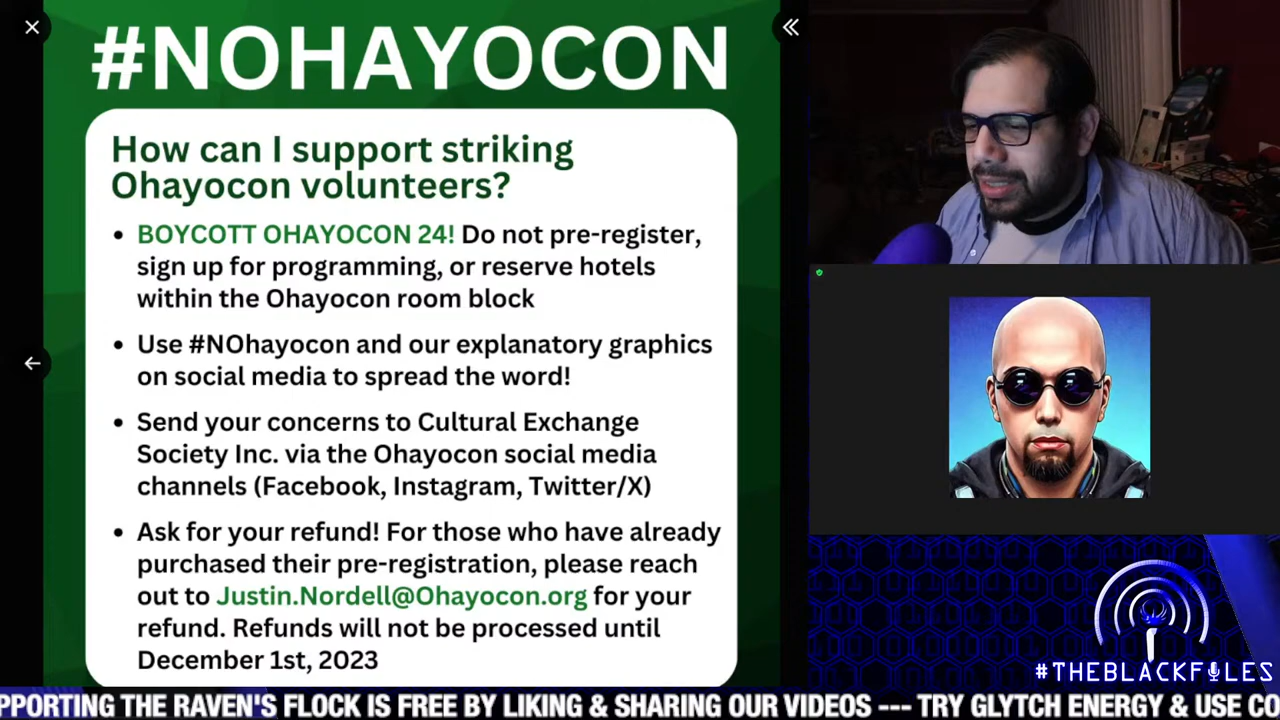 #NOHAYOCON
How can I support striking
Ohayocon volunteers?
• BOYCOTT OHAYOCON 24! Do not pre-register,
sign up for programming, or reserve hotels
within the Ohayocon room block
• Use #NOhayocon and our explanatory graphics
on social media to spread the word!
• Send your concerns to Cultural Exchange
Society Inc. via the Ohayocon social media
channels (Facebook, Instagram, Twitter/X)
• Ask for your refund! For those who have already
purchased their pre-registration, please reach
out to Justin.Nordell@Ohayocon.org for your
refund. Refunds will not be processed until
December 1st, 2023
#THEBLACKFILES
PPORTING THE RAVEN'S FLOCK IS FREE BY LIKING & SHARING OUR VIDEOS --- TRY GLYTCH ENERGY & USE CO